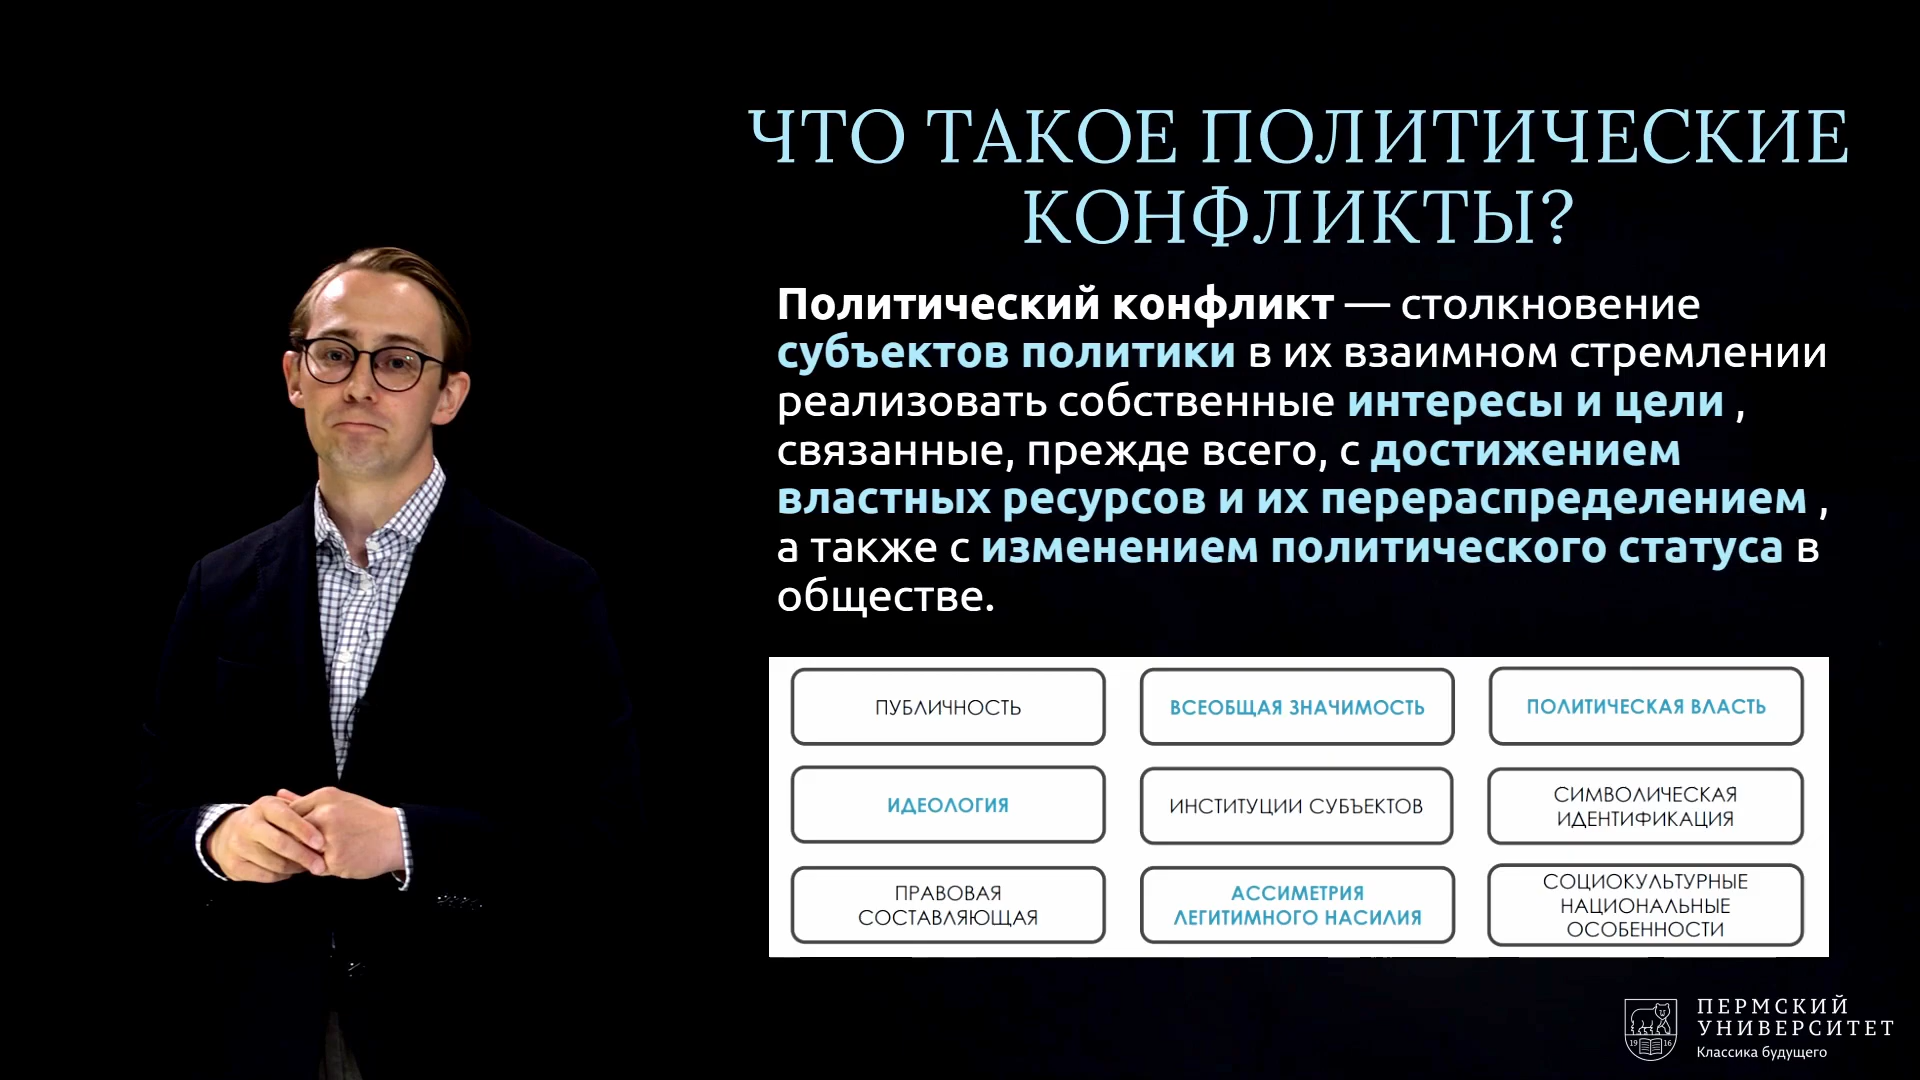 ЧТО ТАКОЕ ПОЛИТИЧЕСКИЕ
КОНФЛИКТЫ?
Политический конфликт — столкновение
субъектов политики в их взаимном стремлении
реализовать собственные интересы и цели ,
связанные, прежде всего, с достижением
властных ресурсов и их перераспределением ,
а также с изменением политического статуса в
обществе.
ПУБЛИЧНОСТЬ
ВСЕОБЩАЯ ЗНАЧИМОСТЬ
ПОЛИТИЧЕСКАЯ ВЛАСТЬ
ИДЕОЛОГИЯ
ИНСТИТУЦИИ СУБЪЕКТОВ
СИМВОЛИЧЕСКАЯ
ИДЕНТИФИКАЦИЯ
ПРАВОВАЯ
СОСТАВЛЯЮЩАЯ
АССИМЕТРИЯ
ЛЕГИТИМНОГО НАСИЛИЯ
СОЦИОКУЛЬТУРНЫЕ
НАЦИОНАЛЬНЫЕ
ОСОБЕННОСТИ
19 16
ПЕРМСКИЙ
УНИВЕРСИТЕТ
Классика будущего